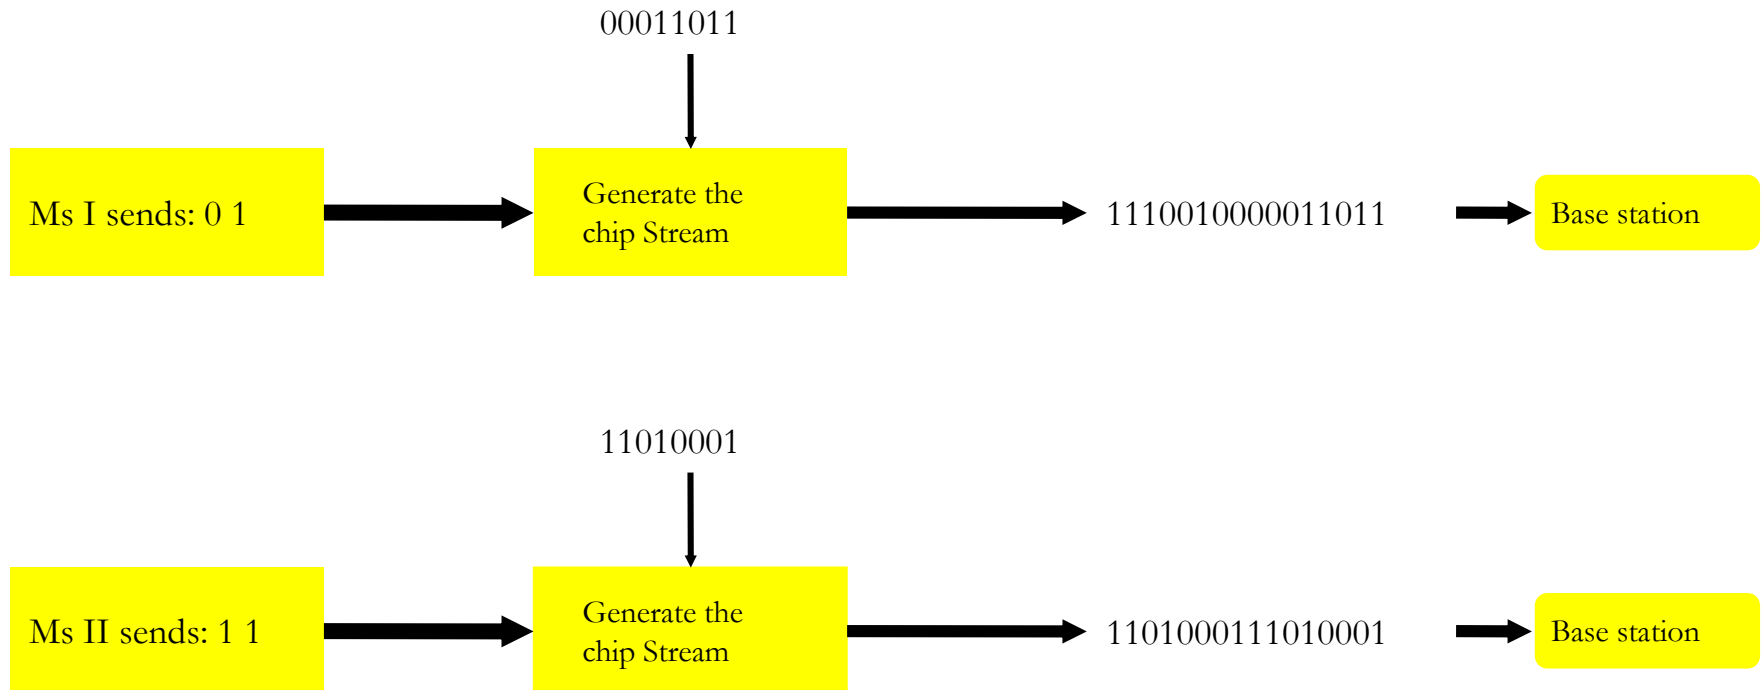 00011011
Ms I sends: 0 1
Generate the
chip Stream
1110010000011011
Base station
11010001
Ms II sends: 1 1
Generate the
chip Stream
1101000111010001
Base station